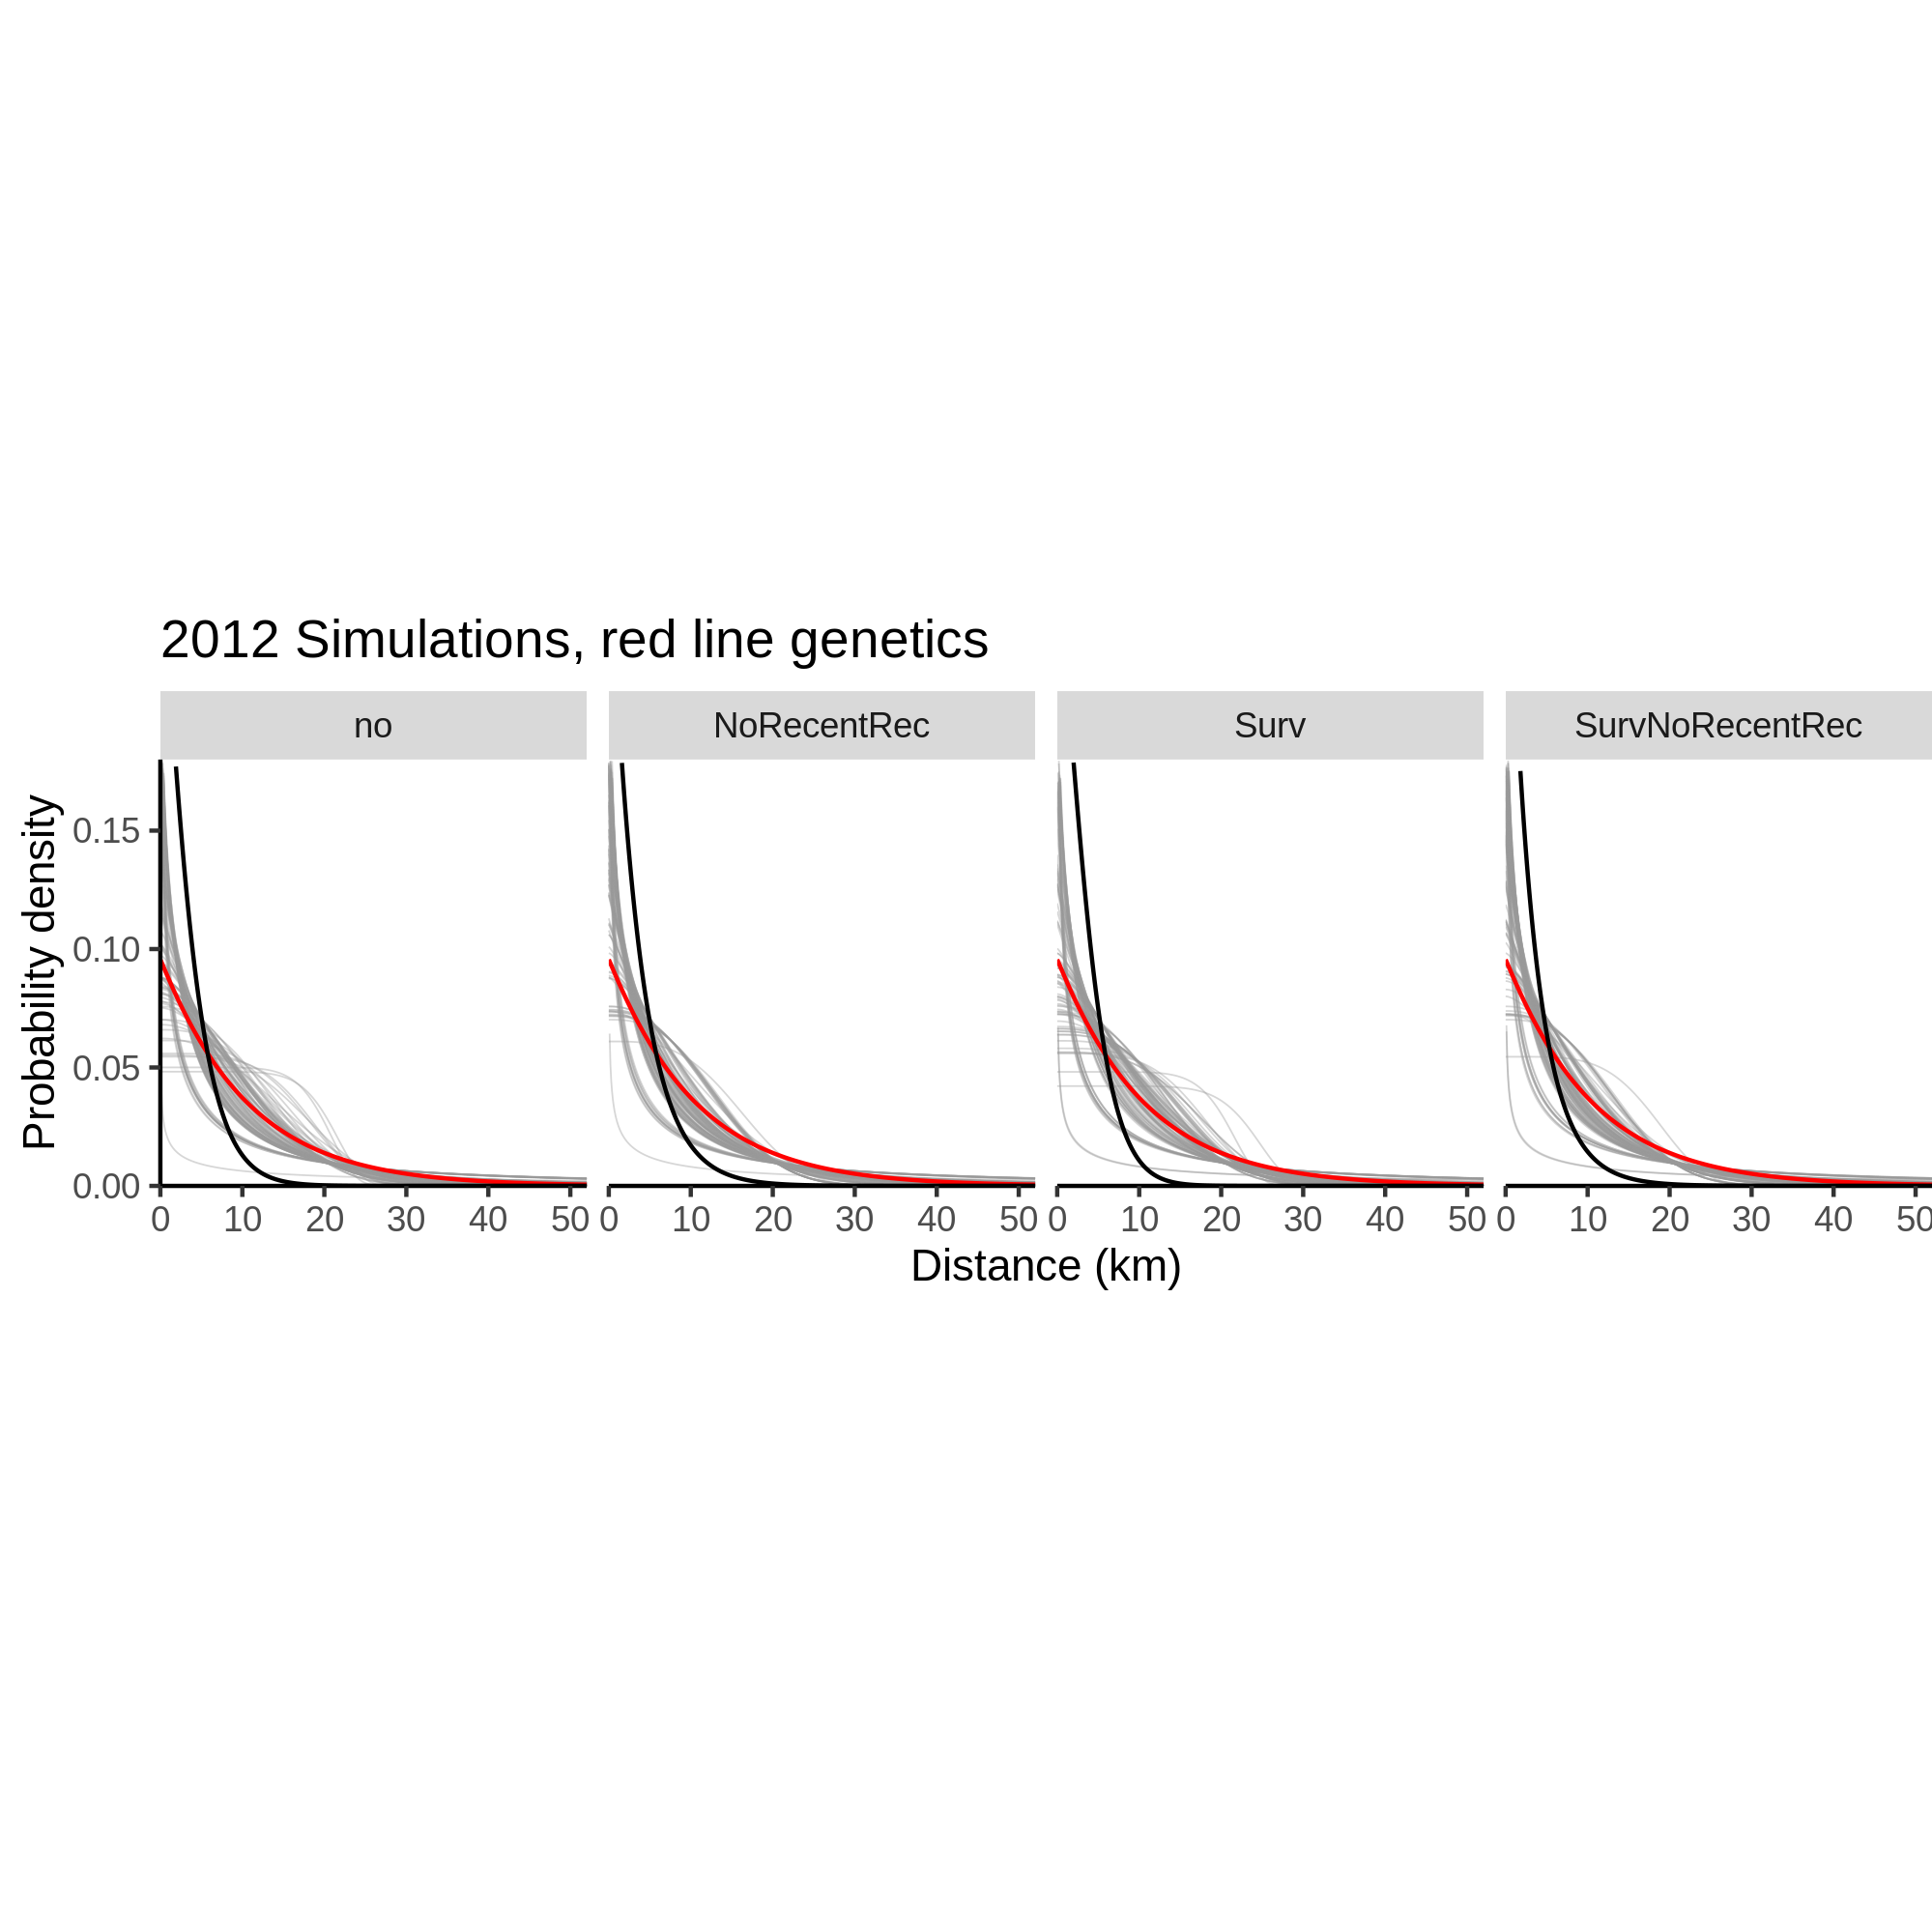 2012 Simulations, red line genetics
no NoRecentRec Surv SurvNoRecentRec
Probability density
0.15
0.10
0.05
0.00
0 10 20 30 40 50 0 10 20 30 40 50 0 10 20 30 40 50 0 10 20 30 40 50
Distance (km)